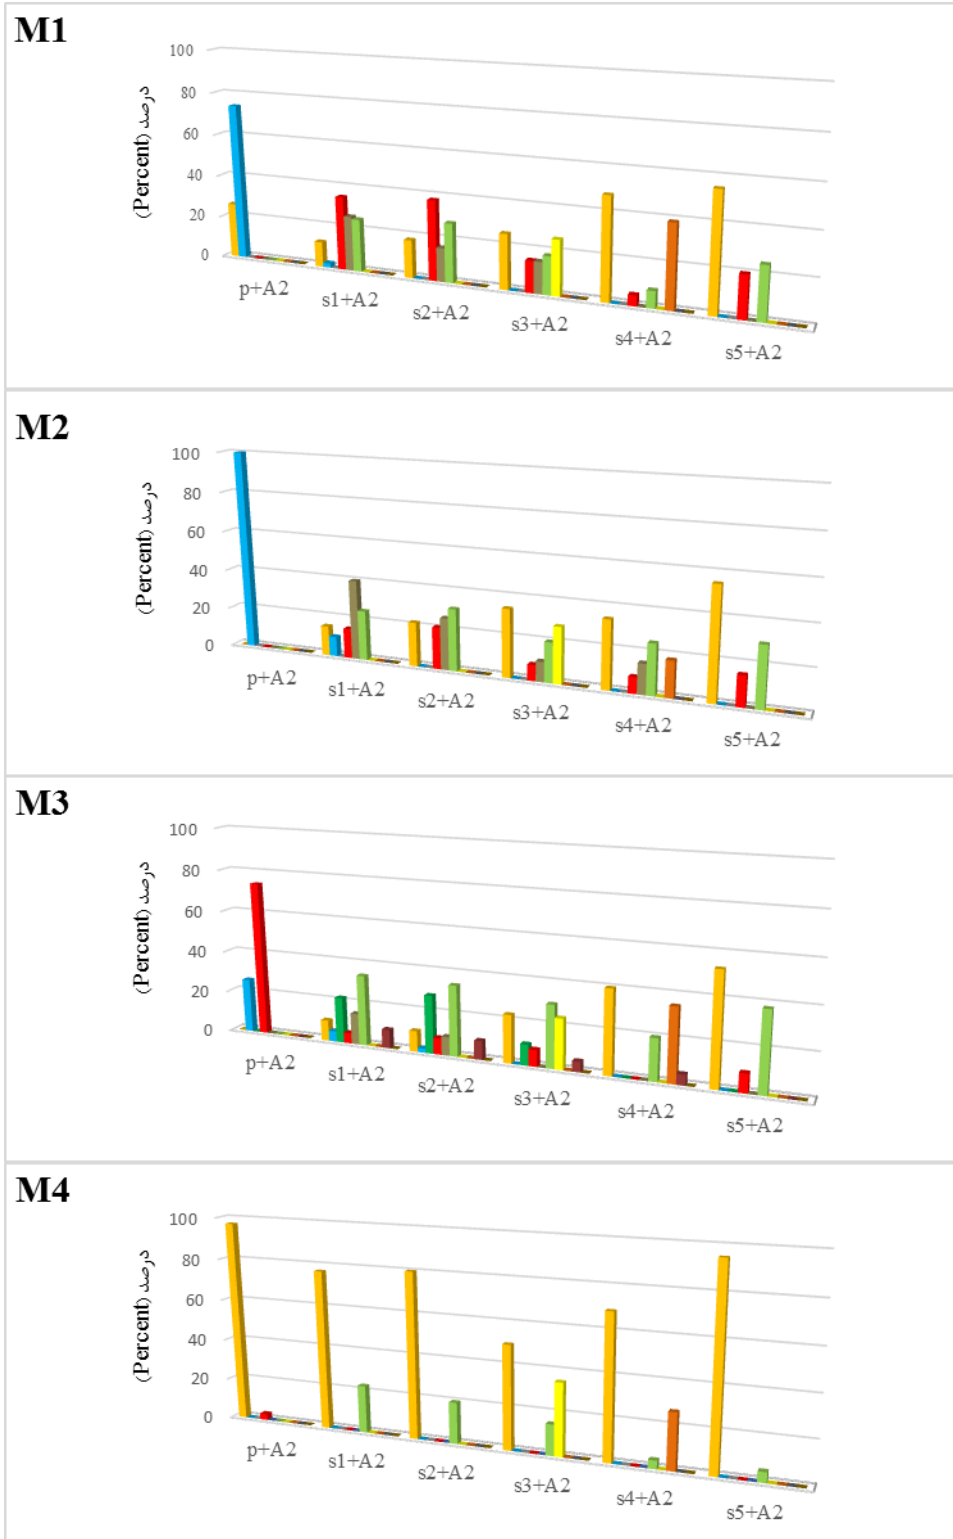 M1
درصد (Percent)
100
80
60
40
20
0
p+A2
s1+A2
s2+A2
s3+A2
s4+A2
s5+A2
M2
درصد (Percent)
100
80
60
40
20
0
p+A2
s1+A2
s2+A2
s3+A2
s4+A2
s5+A2
M3
درصد (Percent)
100
80
60
40
20
0
p+A2
s1+A2
s2+A2
s3+A2
s4+A2
s5+A2
M4
درصد (Percent)
100
80
60
40
20
0
p+A2
s1+A2
s2+A2
s3+A2
s4+A2
s5+A2